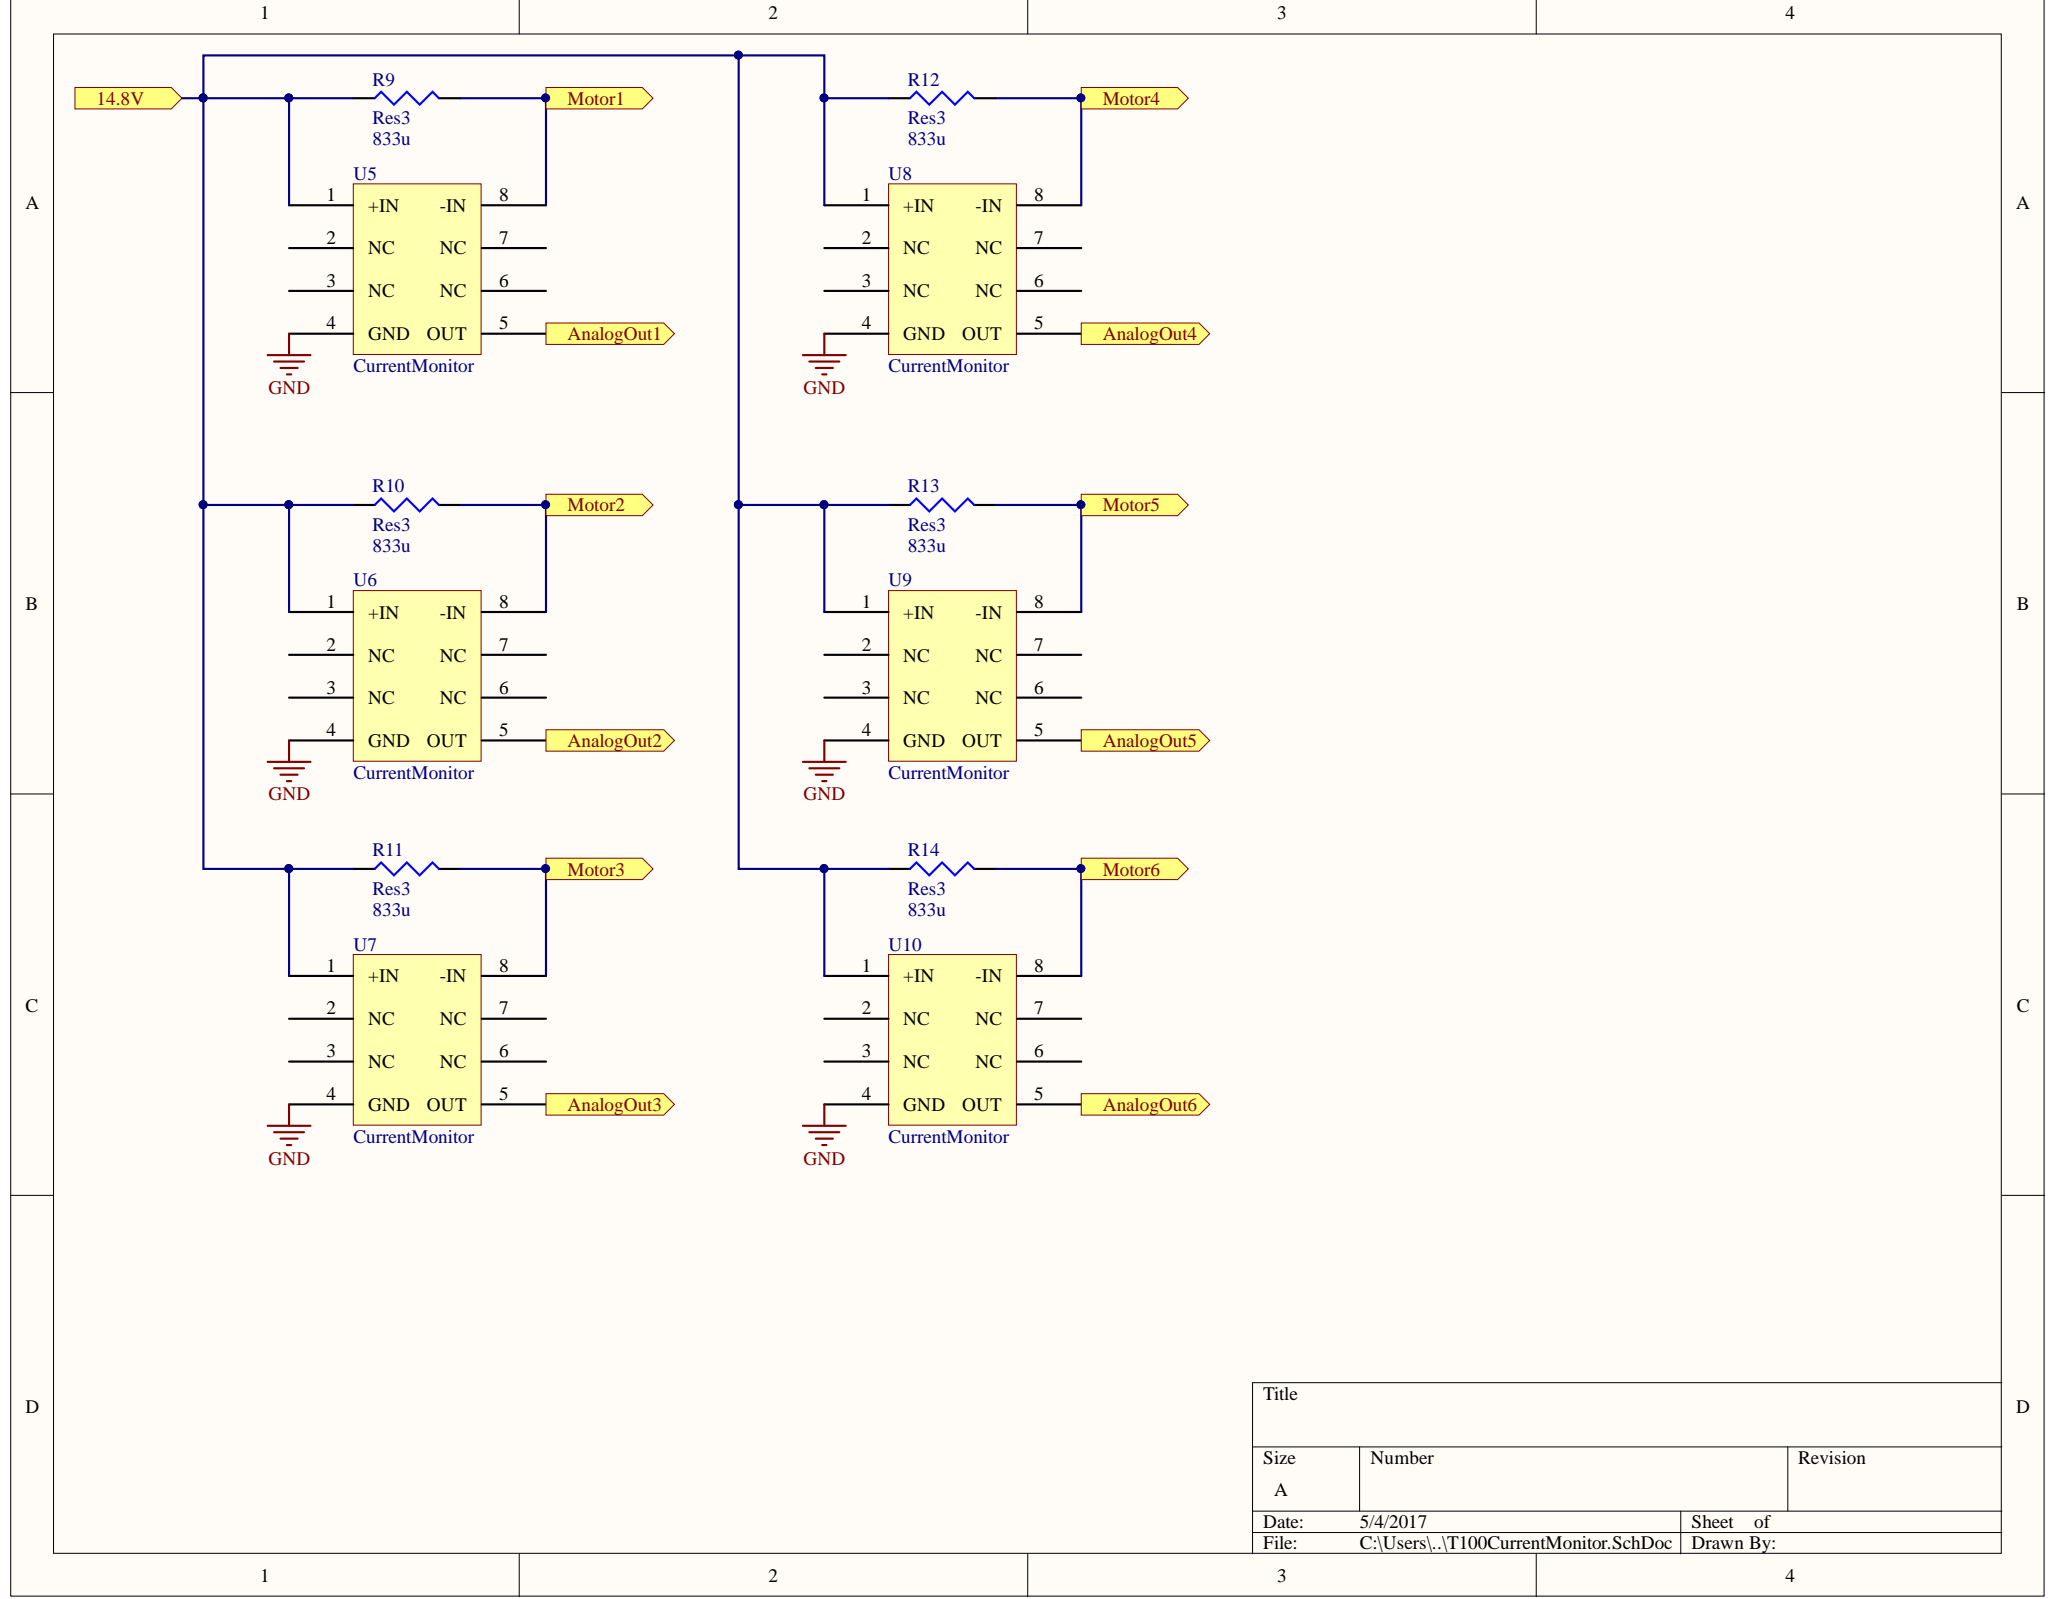 1 2 3 4
A A
B B
C C
D D
14.8V
R9
Res3
833u
Motor1
U5
1 +IN -IN 8
2 NC NC 7
3 NC NC 6
4 GND OUT 5
AnalogOut1
CurrentMonitor
GND
R12
Res3
833u
Motor4
U8
1 +IN -IN 8
2 NC NC 7
3 NC NC 6
4 GND OUT 5
AnalogOut4
CurrentMonitor
GND
R10
Res3
833u
Motor2
U6
1 +IN -IN 8
2 NC NC 7
3 NC NC 6
4 GND OUT 5
AnalogOut2
CurrentMonitor
GND
R13
Res3
833u
Motor5
U9
1 +IN -IN 8
2 NC NC 7
3 NC NC 6
4 GND OUT 5
AnalogOut5
CurrentMonitor
GND
R11
Res3
833u
Motor3
U7
1 +IN -IN 8
2 NC NC 7
3 NC NC 6
4 GND OUT 5
AnalogOut3
CurrentMonitor
GND
R14
Res3
833u
Motor6
U10
1 +IN -IN 8
2 NC NC 7
3 NC NC 6
4 GND OUT 5
AnalogOut6
CurrentMonitor
GND
Title
Size Number Revision
A
Date: 5/4/2017 Sheet of
File: C:\Users\..\T100CurrentMonitor.SchDoc Drawn By:
1 2 3 4